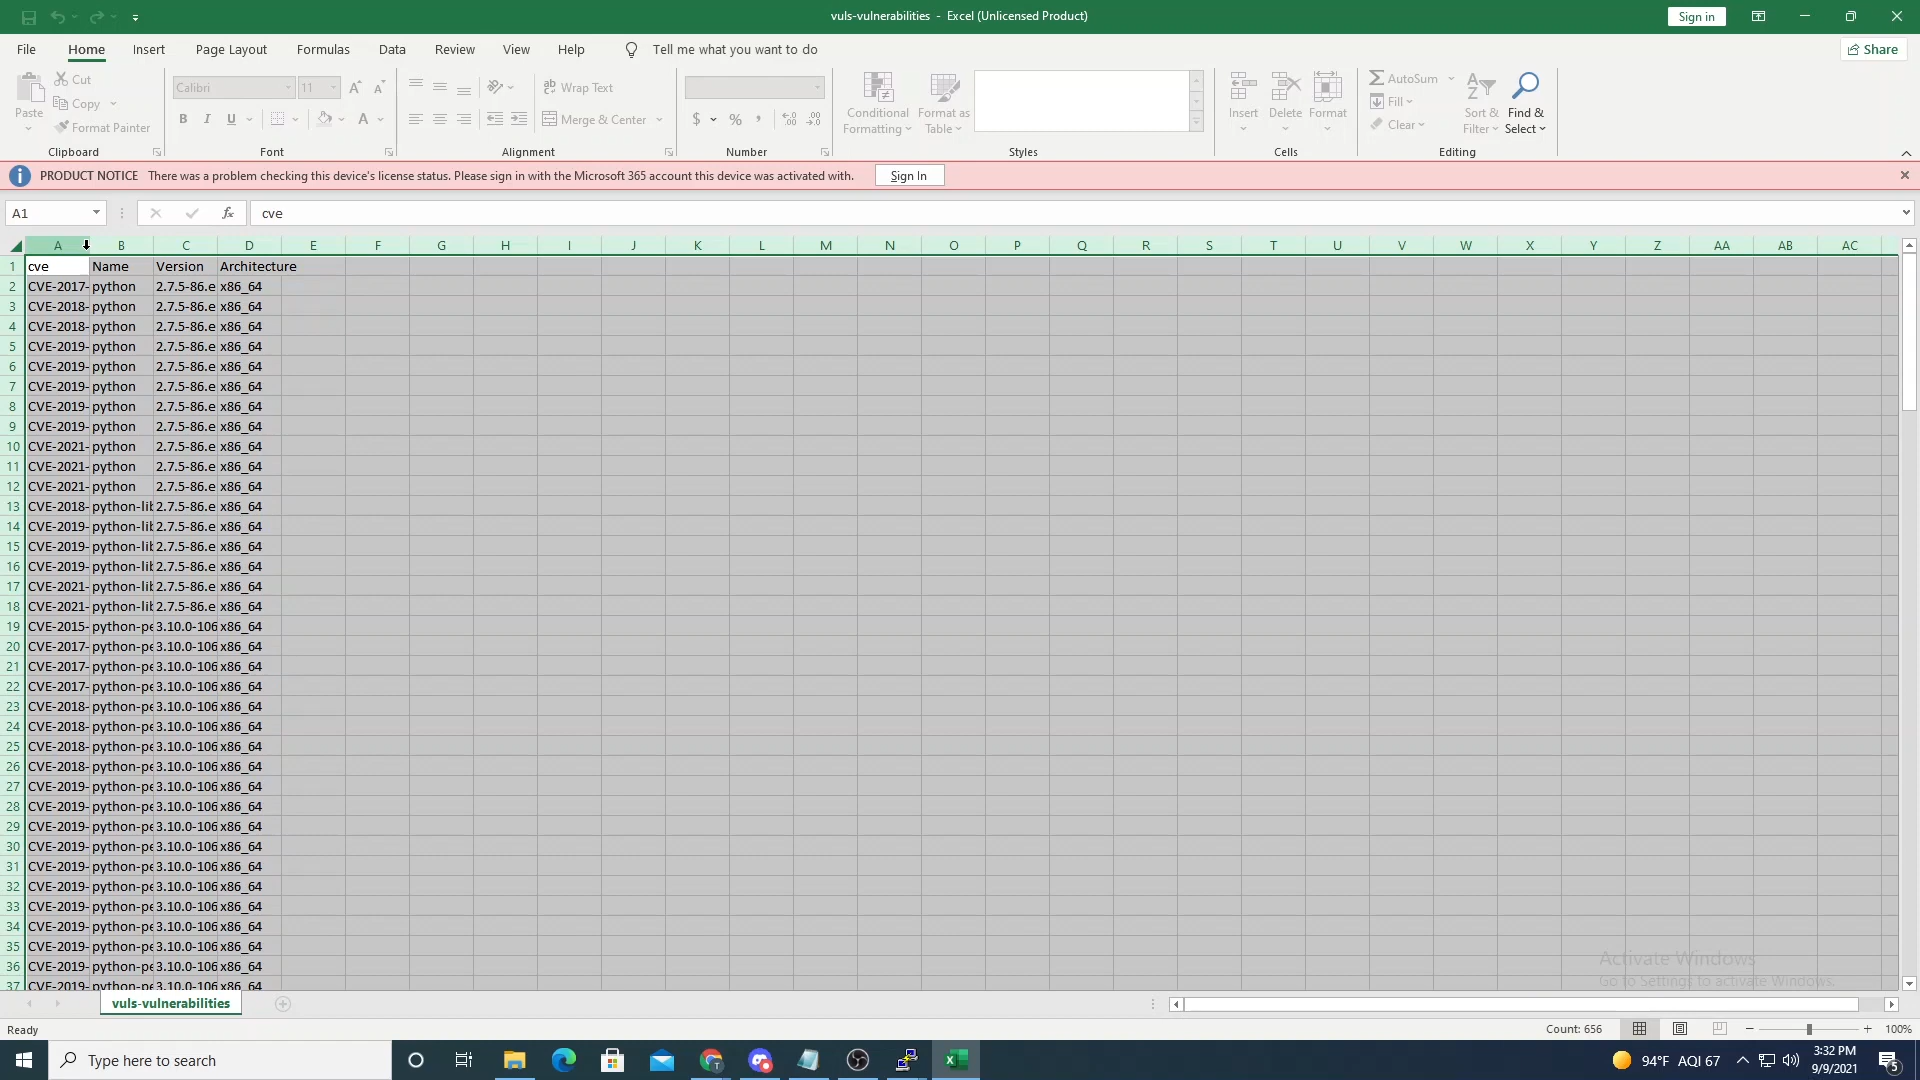 vuls-vulnerabilities - Excel (Unlicensed Product)
Sign in
File Home Insert Page Layout Formulas Data Review View Help Tell me what you want to do
Share
Paste
Cut
Copy
Format Painter
Clipboard
Calibri 11
B I U A
Font
Wrap Text
Merge & Center
Alignment
$ % ,
Number
Conditional Formatting
Format as Table
Styles
Insert Delete Format
Cells
AutoSum
Fill
Clear
Sort & Filter
Find & Select
Editing
PRODUCT NOTICE There was a problem checking this device's license status. Please sign in with the Microsoft 365 account this device was activated with. Sign In
A1 fx cve
A B C D E F G H I J K L M N O P Q R S T U V W X Y Z AA AB AC
1 cve Name Version Architecture
2 CVE-2017- python 2.7.5-86.e x86_64
3 CVE-2018- python 2.7.5-86.e x86_64
4 CVE-2018- python 2.7.5-86.e x86_64
5 CVE-2019- python 2.7.5-86.e x86_64
6 CVE-2019- python 2.7.5-86.e x86_64
7 CVE-2019- python 2.7.5-86.e x86_64
8 CVE-2019- python 2.7.5-86.e x86_64
9 CVE-2019- python 2.7.5-86.e x86_64
10 CVE-2021- python 2.7.5-86.e x86_64
11 CVE-2021- python 2.7.5-86.e x86_64
12 CVE-2021- python 2.7.5-86.e x86_64
13 CVE-2018- python-lib 2.7.5-86.e x86_64
14 CVE-2019- python-lib 2.7.5-86.e x86_64
15 CVE-2019- python-lib 2.7.5-86.e x86_64
16 CVE-2019- python-lib 2.7.5-86.e x86_64
17 CVE-2021- python-lib 2.7.5-86.e x86_64
18 CVE-2021- python-lib 2.7.5-86.e x86_64
19 CVE-2015- python-pe 3.10.0-106 x86_64
20 CVE-2017- python-pe 3.10.0-106 x86_64
21 CVE-2017- python-pe 3.10.0-106 x86_64
22 CVE-2017- python-pe 3.10.0-106 x86_64
23 CVE-2018- python-pe 3.10.0-106 x86_64
24 CVE-2018- python-pe 3.10.0-106 x86_64
25 CVE-2018- python-pe 3.10.0-106 x86_64
26 CVE-2018- python-pe 3.10.0-106 x86_64
27 CVE-2019- python-pe 3.10.0-106 x86_64
28 CVE-2019- python-pe 3.10.0-106 x86_64
29 CVE-2019- python-pe 3.10.0-106 x86_64
30 CVE-2019- python-pe 3.10.0-106 x86_64
31 CVE-2019- python-pe 3.10.0-106 x86_64
32 CVE-2019- python-pe 3.10.0-106 x86_64
33 CVE-2019- python-pe 3.10.0-106 x86_64
34 CVE-2019- python-pe 3.10.0-106 x86_64
35 CVE-2019- python-pe 3.10.0-106 x86_64
36 CVE-2019- python-pe 3.10.0-106 x86_64
37 CVE-2019- python-pe 3.10.0-106 x86_64
Activate Windows
Go to Settings to activate Windows.
vuls-vulnerabilities
Ready
Count: 656
100%
Type here to search
94°F AQI 67
3:32 PM
9/9/2021
5